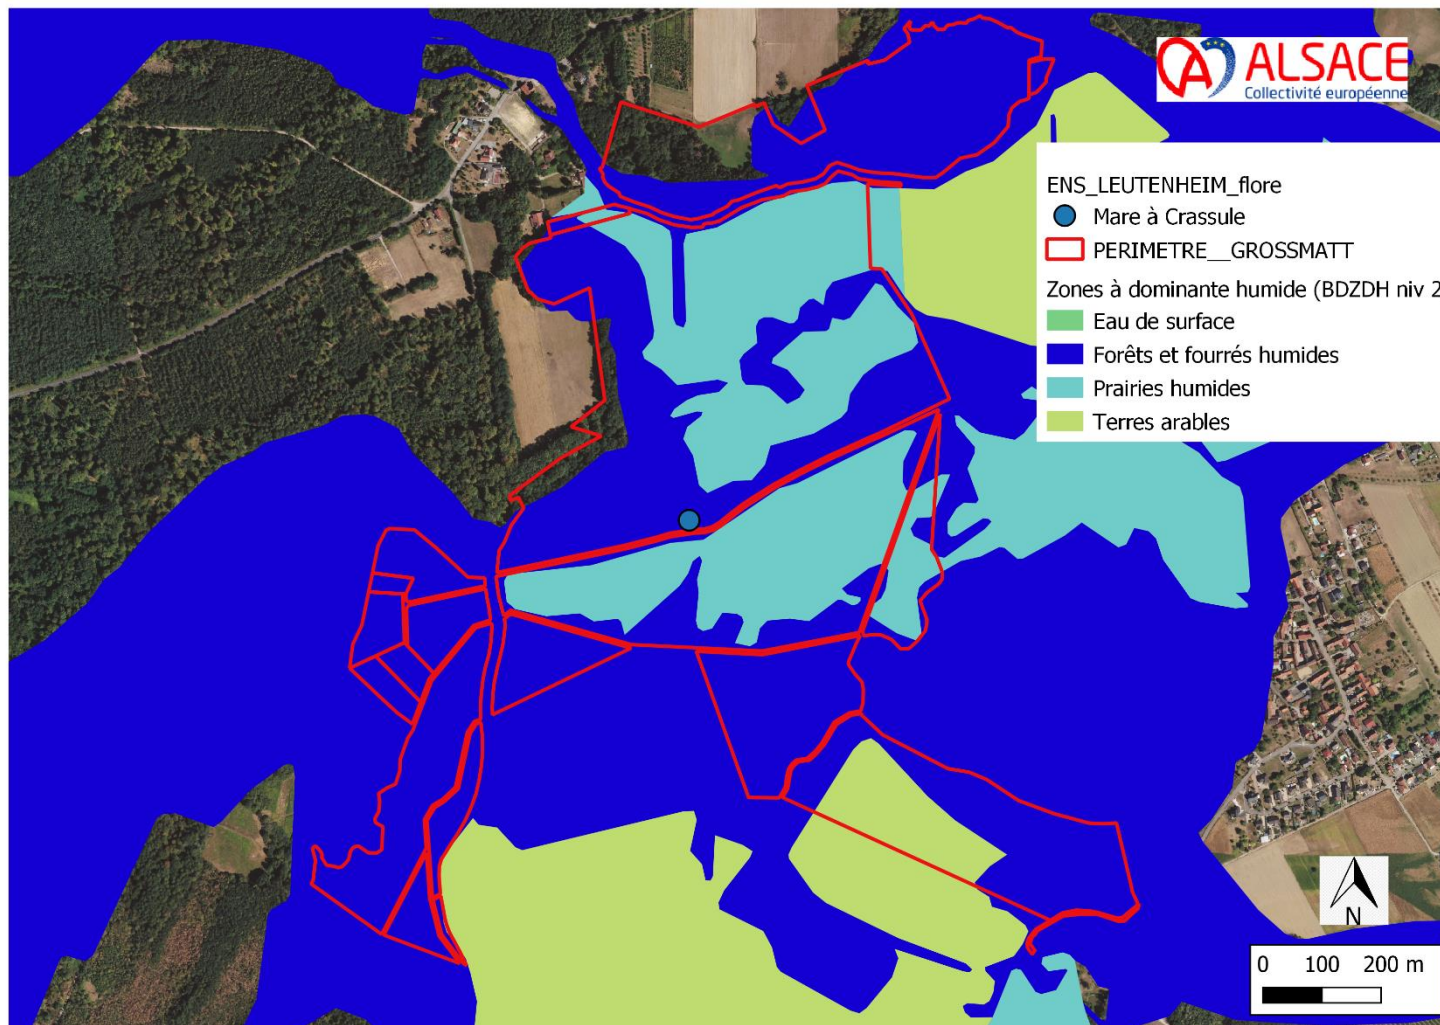 ALSACE
Collectivité européenne
ENS_LEUTENHEIM_flore
Mare à Crassule
PERIMETRE__GROSSMATT
Zones à dominante humide (BDZDH niv 2
Eau de surface
Forêts et fourrés humides
Prairies humides
Terres arables
N
0 100 200 m